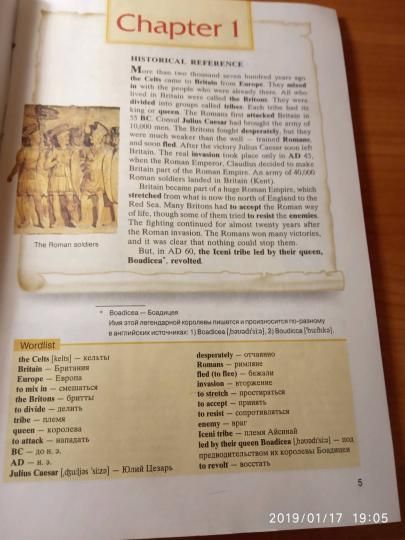 Chapter 1
HISTORICAL REFERENCE
More than two thousand seven hundred years ago
the Celts came to Britain from Europe. They mixed
in with the people who were already there. All who
lived in Britain were called the Britons. They were
divided into groups called tribes. Each tribe had its
king or queen. The Romans first attacked Britain in
55 BC. Consul Julius Caesar had brought the army of
10,000 men. The Britons fought desperately, but they
were much weaker than the well — trained Romans,
and soon fled. After the victory Julius Caesar soon left
Britain. The real invasion took place only in AD 43,
when the Roman Emperor, Claudius decided to make
Britain part of the Roman Empire. An army of 40,000
Roman soldiers landed in Britain (Kent).
Britain became part of a huge Roman Empire, which
stretched from what is now the north of England to the
Red Sea. Many Britons had to accept the Roman way
of life, though some of them tried to resist the enemies.
The fighting continued for almost twenty years after
the Roman invasion. The Romans won many victories,
and it was clear that nothing could stop them.
But, in AD 60, the Iceni tribe led by their queen,
Boadicea*, revolted.
The Roman soldiers
* Boadicea — Боадицея
Имя этой легендарной королевы пишется и произносится по-разному
в английских источниках: 1) Boadicea [ˌbəʊədɪˈsiːə], 2) Boudicca [ˈbuːdɪkə].
Wordlist
the Celts [kelts] — кельты
Britain — Британия
Europe — Европа
to mix in — смешаться
the Britons — бритты
to divide — делить
tribe — племя
queen — королева
to attack — нападать
BC — до н. э.
AD — н. э.
Julius Caesar [ˌdʒuːljəs ˈsiːzə] — Юлий Цезарь
desperately — отчаянно
Romans — римляне
fled (to flee) — бежали
invasion — вторжение
to stretch — простираться
to accept — принять
to resist — сопротивляться
enemy — враг
Iceni tribe — племя Айсинай
led by their queen Boadicea [ˌbəʊədɪˈsiːə] — под
предводительством их королевы Боадицеи
to revolt — восстать
5
2019/01/17 19:05